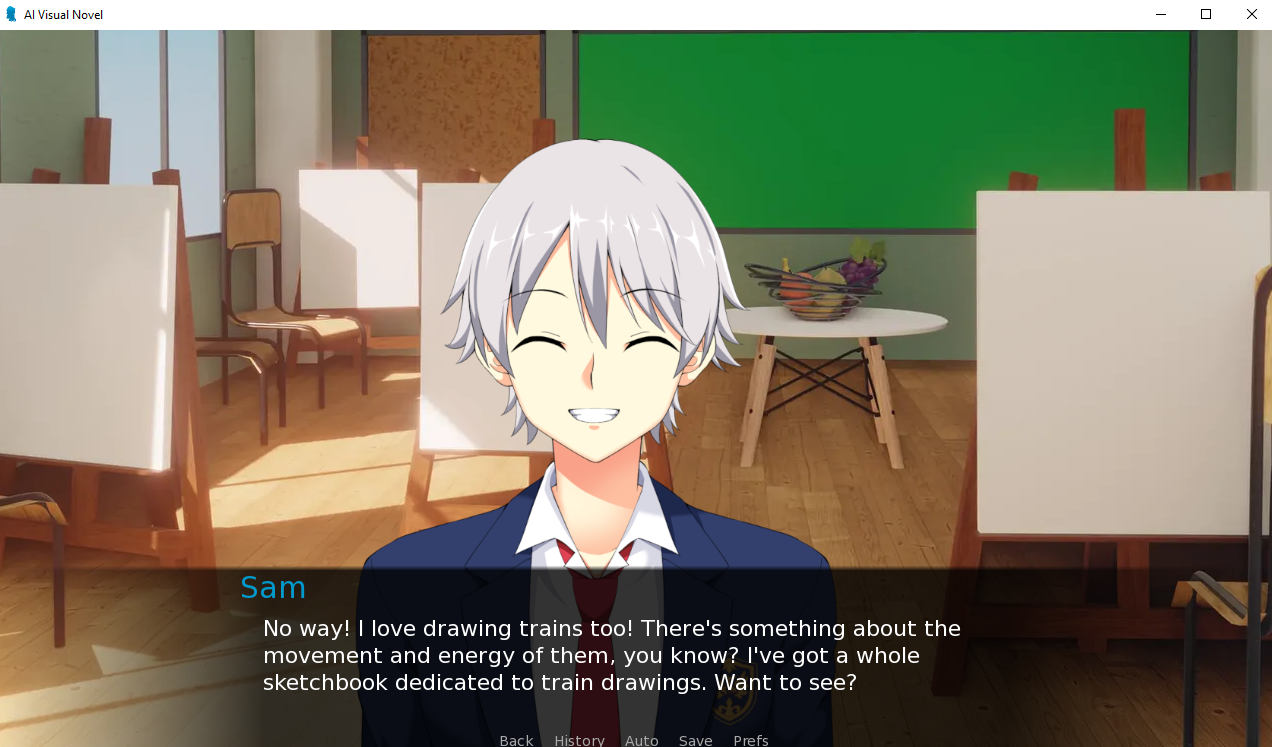 AI Visual Novel
Sam
No way! I love drawing trains too! There's something about the
movement and energy of them, you know? I've got a whole
sketchbook dedicated to train drawings. Want to see?
Back History Auto Save Prefs